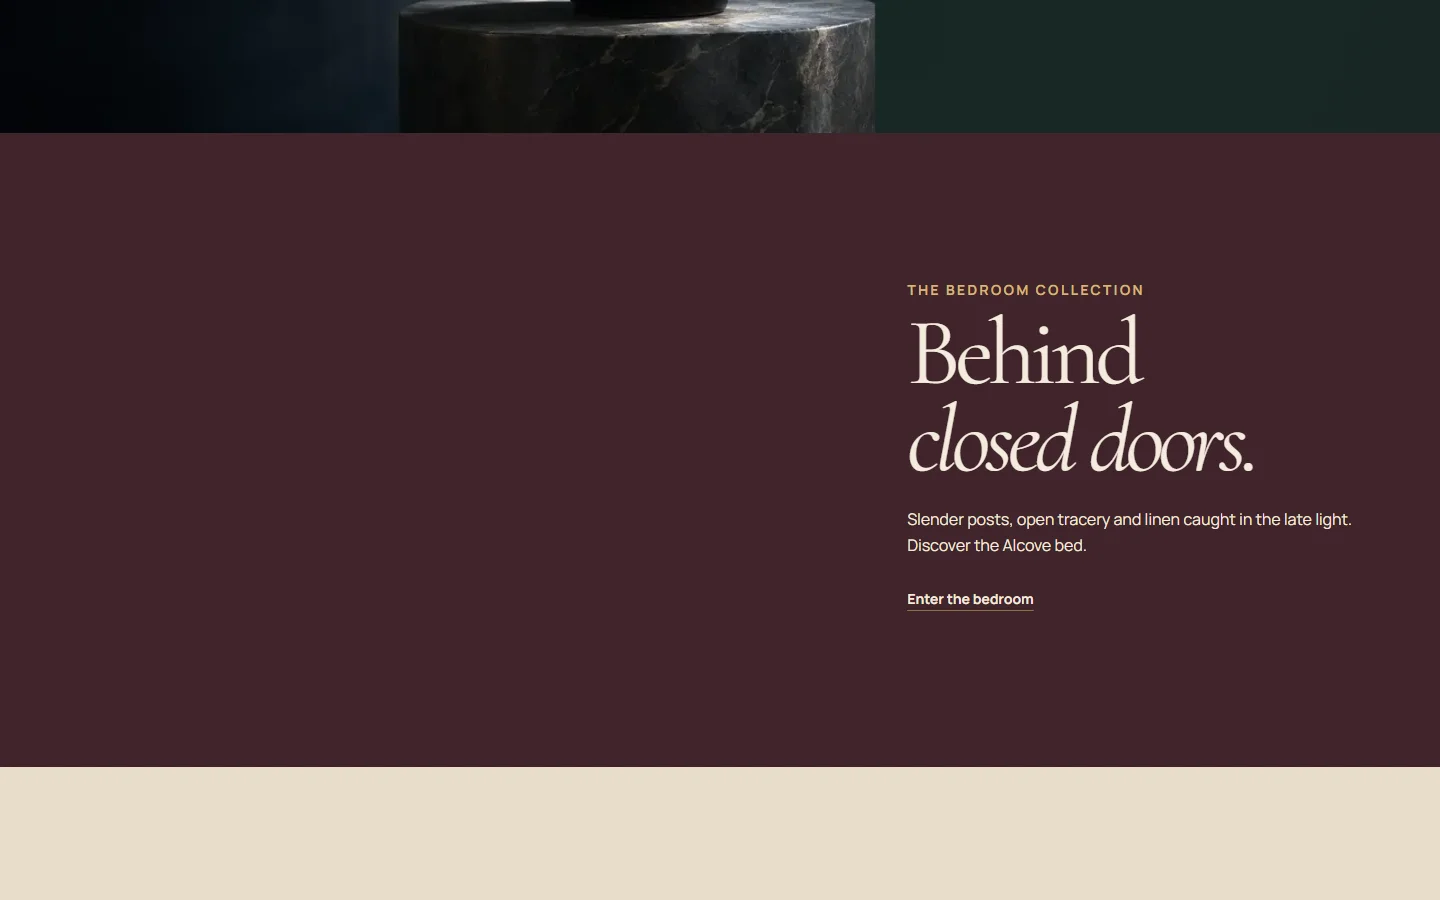 THE BEDROOM COLLECTION
Behind
closed doors.
Slender posts, open tracery and linen caught in the late light.
Discover the Alcove bed.
Enter the bedroom